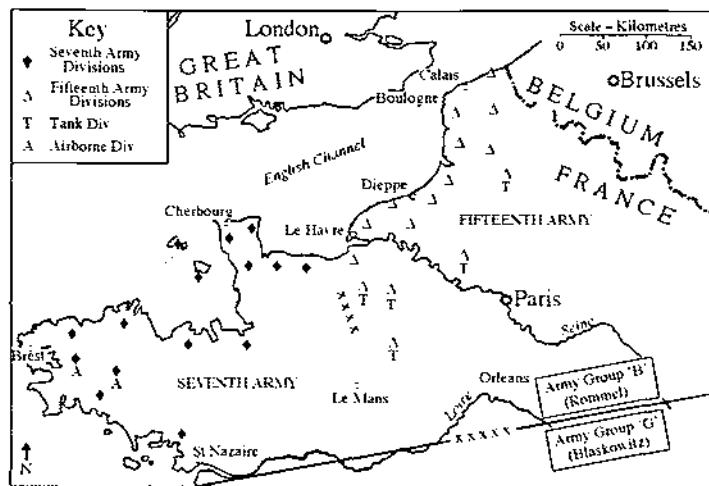 Key
Seventh Army
Divisions
Fifteenth Army
Divisions
T Tank Div
A Airborne Div
London
GREAT
BRITAIN
Scale – Kilometres
0 50 100 150
Calais
Boulogne
Brussels
BELGIUM
FRANCE
English Channel
Dieppe
Cherbourg
Le Havre
FIFTEENTH ARMY
T
T
T
T
T
x x x x
Paris
Seine
Brest
A
A
SEVENTH ARMY
Le Mans
Orleans
Loire
Army Group 'B'
(Rommel)
x x x x x
Army Group 'G'
(Blaskowitz)
St Nazaire
N